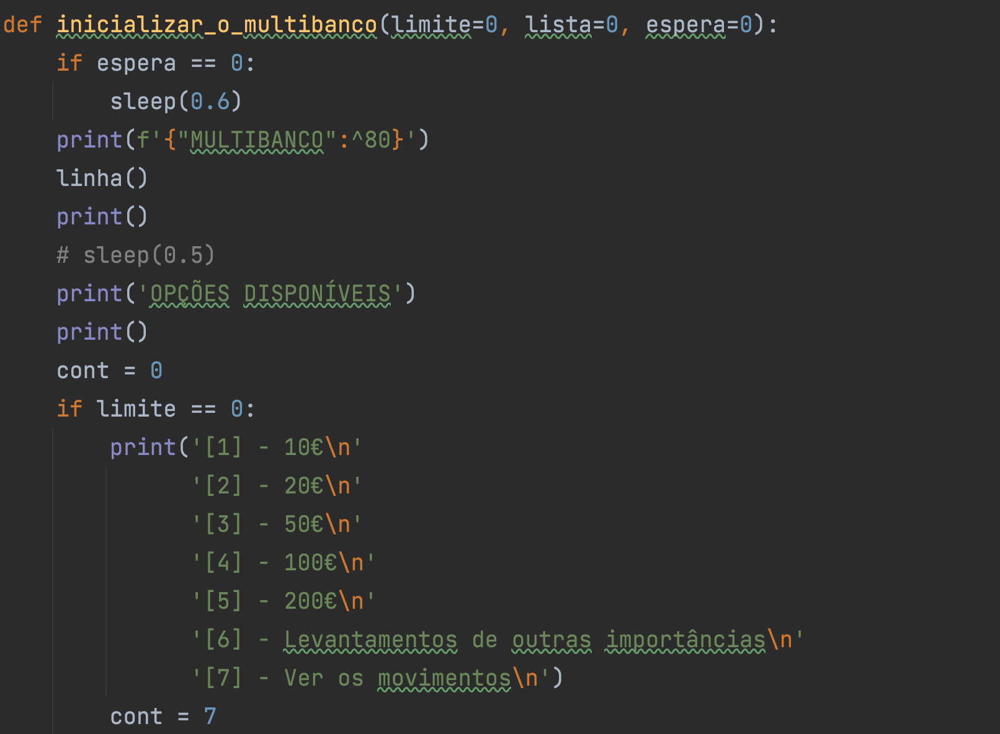 def inicializar_o_multibanco(limite=0, lista=0, espera=0):
    if espera == 0:
        sleep(0.6)
    print(f'{"MULTIBANCO":^80}')
    linha()
    print()
    # sleep(0.5)
    print('OPÇÕES DISPONÍVEIS')
    print()
    cont = 0
    if limite == 0:
        print('[1] - 10€\n'
              '[2] - 20€\n'
              '[3] - 50€\n'
              '[4] - 100€\n'
              '[5] - 200€\n'
              '[6] - Levantamentos de outras importâncias\n'
              '[7] - Ver os movimentos\n')
        cont = 7